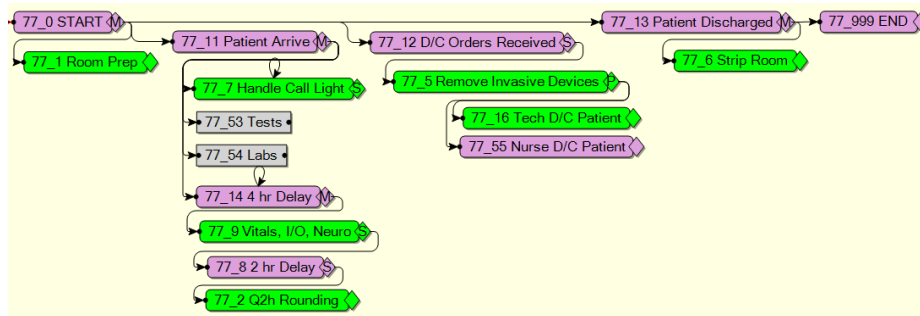 77_0 START M
77_13 Patient Discharged M
77_999 END
77_11 Patient Arrive M
77_12 D/C Orders Received S
77_1 Room Prep
77_6 Strip Room
77_7 Handle Call Light S
77_5 Remove Invasive Devices P
77_53 Tests
77_16 Tech D/C Patient
77_54 Labs
77_55 Nurse D/C Patient
77_14 4 hr Delay M
77_9 Vitals, I/O, Neuro S
77_8 2 hr Delay S
77_2 Q2h Rounding